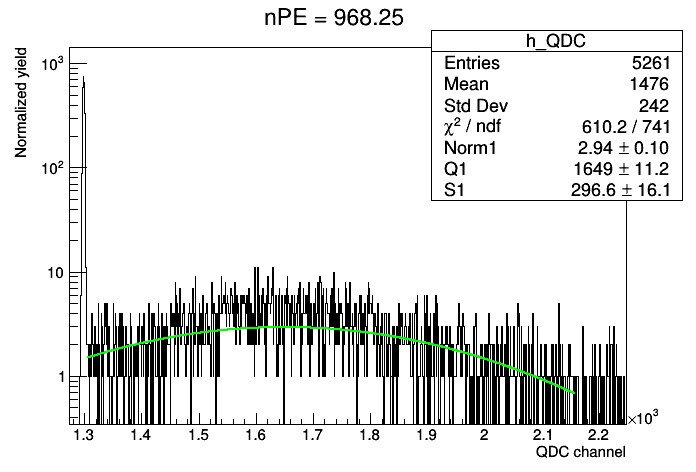 nPE = 968.25
h_QDC
Entries 5261
Mean 1476
Std Dev 242
χ² / ndf 610.2 / 741
Norm1 2.94 ± 0.10
Q1 1649 ± 11.2
S1 296.6 ± 16.1
Normalized yield
10³
10²
10
1
1.3 1.4 1.5 1.6 1.7 1.8 1.9 2 2.1 2.2
×10³
QDC channel